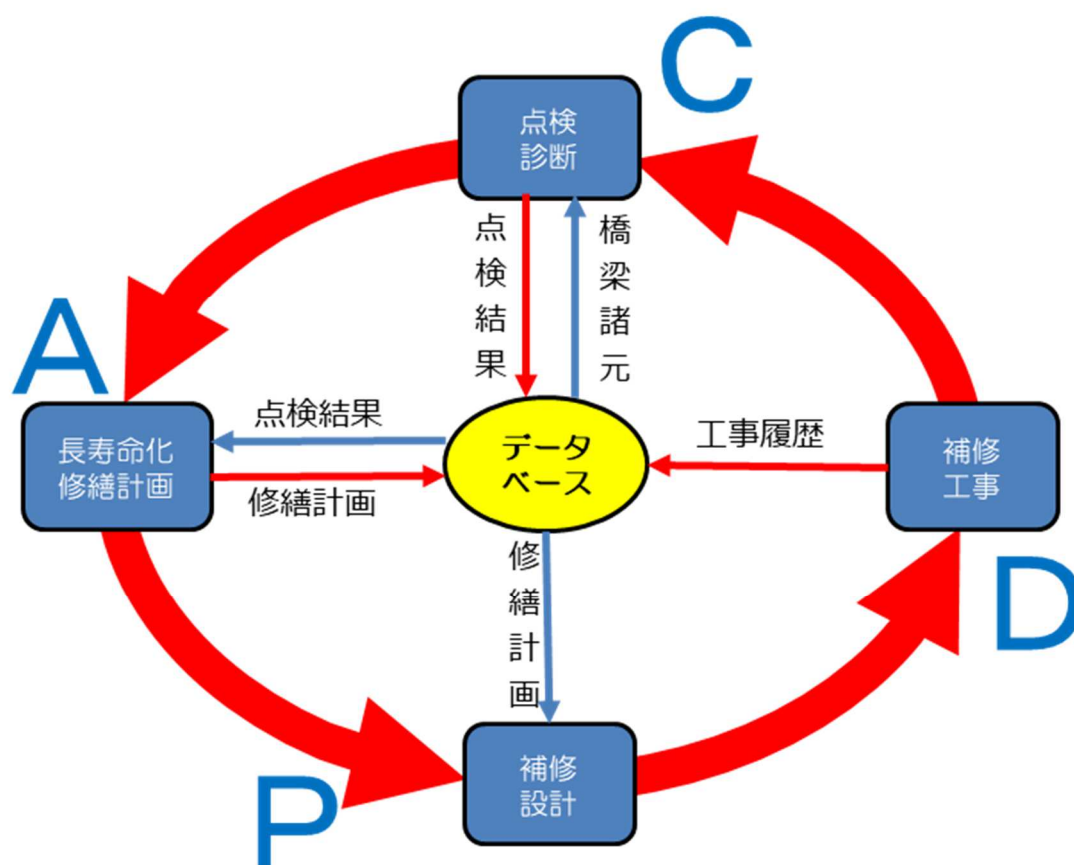 C
点検
診断
点検結果
橋梁諸元
A
長寿命化
修繕計画
点検結果
修繕計画
データ
ベース
工事履歴
補修
工事
D
修繕計画
P
補修
設計